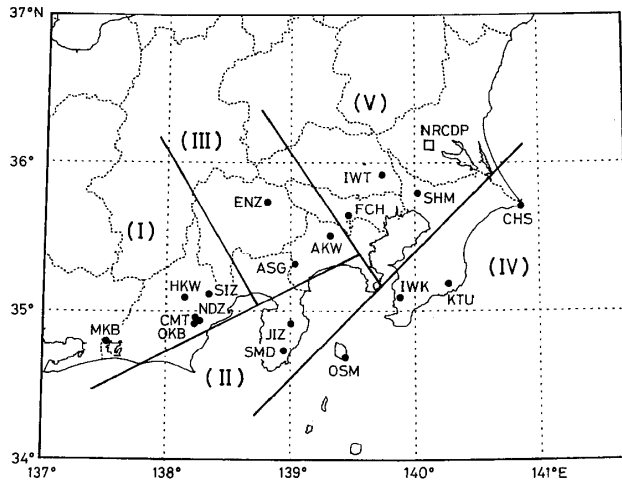 37°N
(V)
NRCDP
(III)
36°
IWT
SHM
ENZ
FCH
CHS
AKW
(I)
ASG
(IV)
HKW
SIZ
IWK
KTU
35°
NDZ
CMT
OKB
MKB
JIZ
SMD
(II)
OSM
34°
137°
138°
139°
140°
141°E